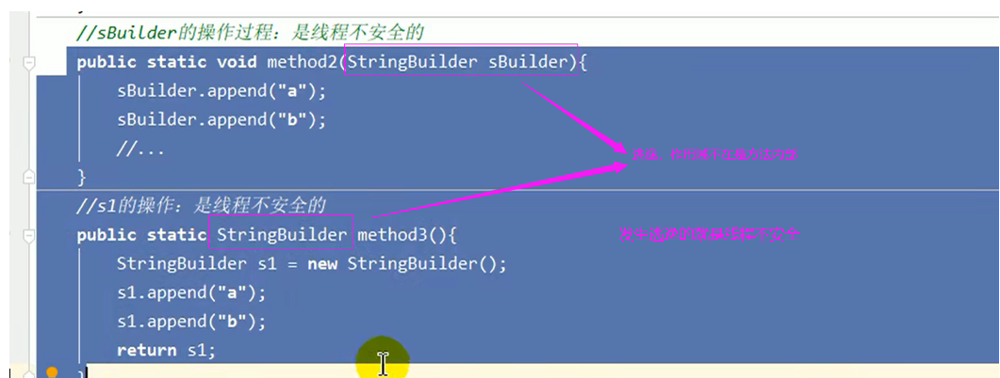 //sBuilder的操作过程：是线程不安全的
public static void method2(StringBuilder sBuilder){
sBuilder.append("a");
sBuilder.append("b");
//...
}
逃逸，作用域不在是方法内部
//s1的操作：是线程不安全的
public static StringBuilder method3(){
发生逃逸的就是线程不安全
StringBuilder s1 = new StringBuilder();
s1.append("a");
s1.append("b");
return s1;
}